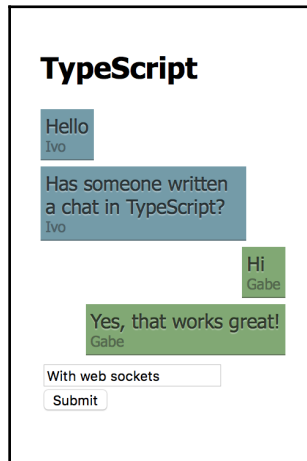 TypeScript
Hello
Ivo
Has someone written
a chat in TypeScript?
Ivo
Hi
Gabe
Yes, that works great!
Gabe
With web sockets
Submit